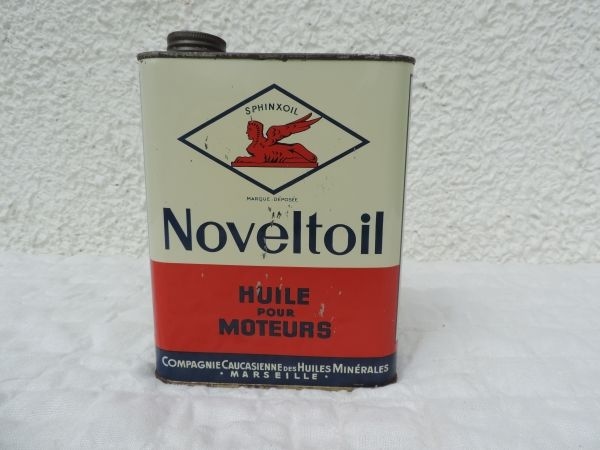 SPHINXOIL
MARQUE DÉPOSÉE
Noveltoil
HUILE
POUR
MOTEURS
COMPAGNIE CAUCASIENNE DES HUILES MINÉRALES
· MARSEILLE ·